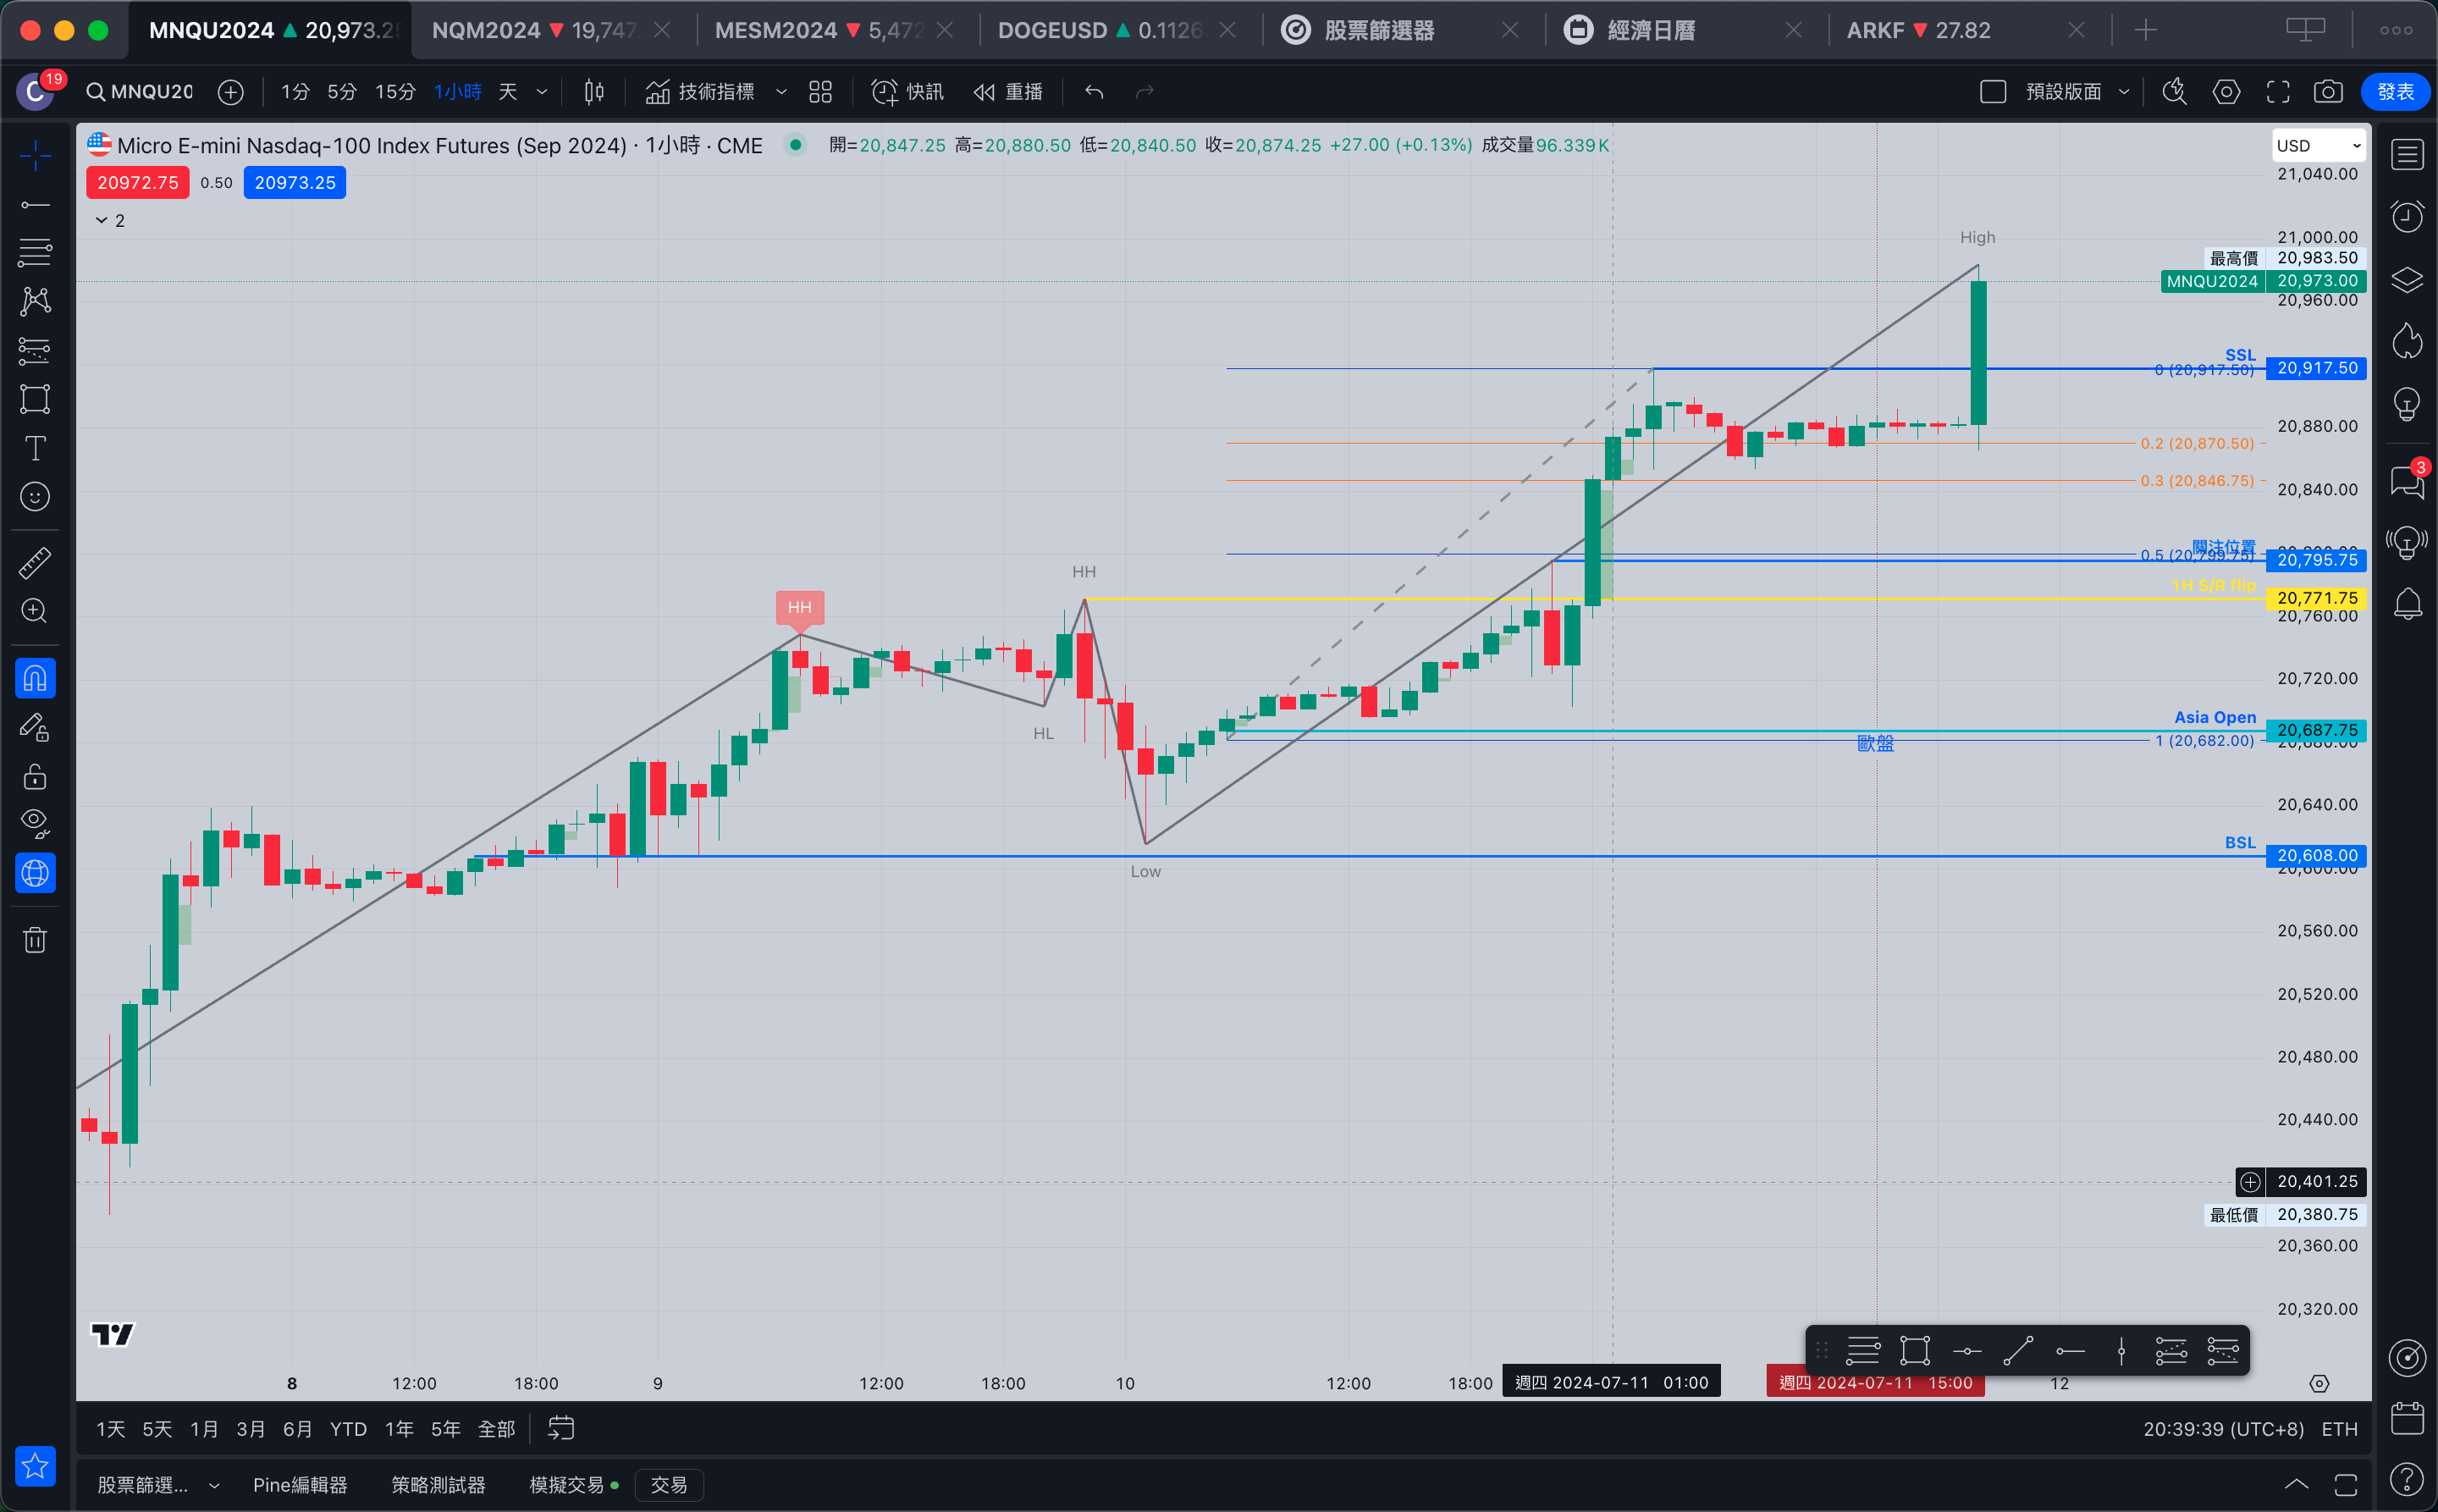 MNQU2024 ▲ 20,973.25
NQM2024 ▼ 19,747.
MESM2024 ▼ 5,472
DOGEUSD ▲ 0.1126
股票篩選器
經濟日曆
ARKF ▼ 27.82
C 19
MNQU20
1分 5分 15分 1小時 天
技術指標
快訊
重播
預設版面
發表
Micro E-mini Nasdaq-100 Index Futures (Sep 2024) · 1小時 · CME
開=20,847.25 高=20,880.50 低=20,840.50 收=20,874.25 +27.00 (+0.13%) 成交量96.339K
USD
20972.75 0.50 20973.25
2
21,040.00
High
21,000.00
最高價 20,983.50
MNQU2024 20,973.00
20,960.00
SSL
0 (20,917.50) 20,917.50
20,880.00
0.2 (20,870.50)
0.3 (20,846.75)
20,840.00
3
關注位置
0.5 (20,799.75)
20,795.75
HH
1H S/R flip
20,771.75
HH
20,760.00
20,720.00
HL
Asia Open
20,687.75
歐盤
1 (20,682.00)
20,680.00
20,640.00
BSL
20,608.00
Low
20,600.00
20,560.00
20,520.00
20,480.00
20,440.00
20,401.25
最低價 20,380.75
20,360.00
20,320.00
8 12:00 18:00 9 12:00 18:00 10 12:00 18:00 週四 2024-07-11 01:00 週四 2024-07-11 15:00 12
1天 5天 1月 3月 6月 YTD 1年 5年 全部
20:39:39 (UTC+8) ETH
股票篩選... Pine編輯器 策略測試器 模擬交易 交易